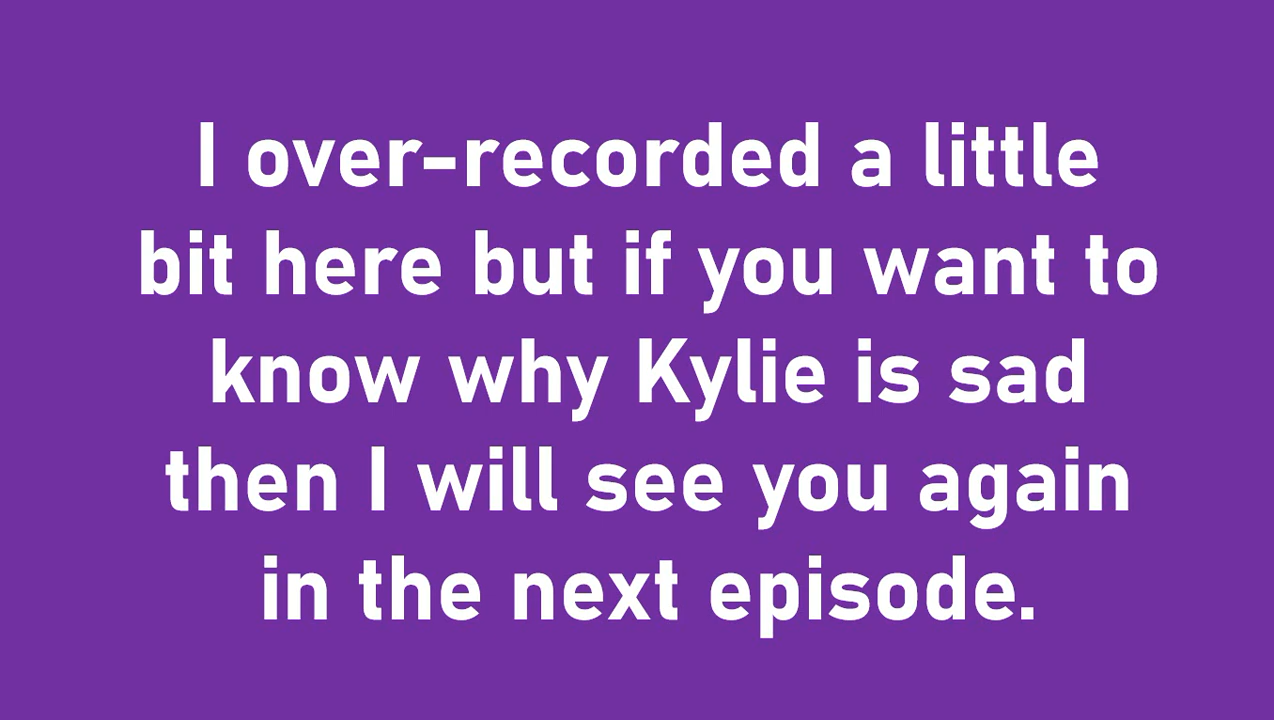 I over-recorded a little
bit here but if you want to
know why Kylie is sad
then I will see you again
in the next episode.